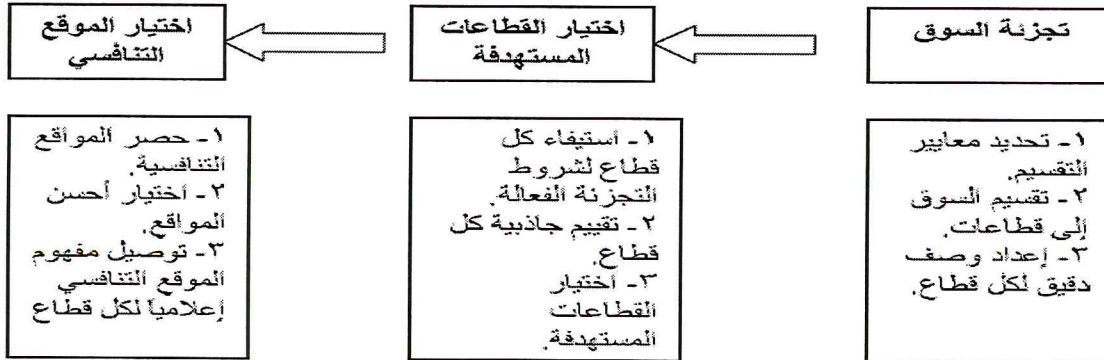 تجزئة السوق
اختيار القطاعات
المستهدفة
اختيار الموقع
التنافسي
١- تحديد معايير
التقسيم.
٢- تقسيم السوق
إلى قطاعات.
٣- إعداد وصف
دقيق لكل قطاع.
١- استيفاء كل
قطاع لشروط
التجزئة الفعالة.
٢- تقييم جاذبية كل
قطاع.
٣- اختيار
القطاعات
المستهدفة.
١- حصر المواقع
التنافسية.
٢- اختيار أحسن
المواقع.
٣- توصيل مفهوم
الموقع التنافسي
إعلامياً لكل قطاع